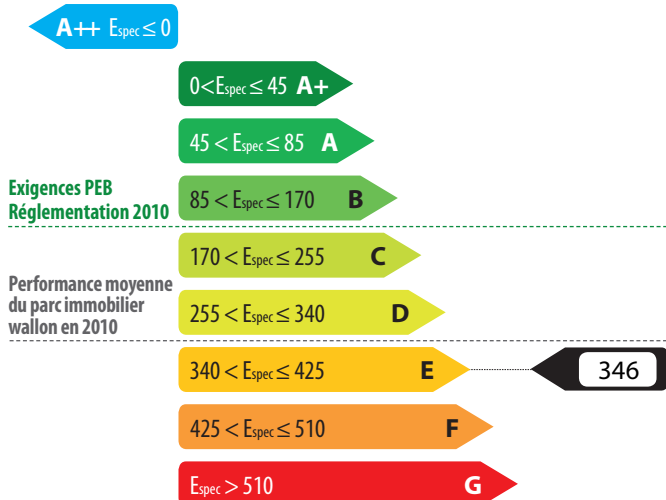 A++ Espec ≤ 0
0<Espec ≤ 45 A+
45 < Espec ≤ 85 A
Exigences PEB
Réglementation 2010
85 < Espec ≤ 170 B
170 < Espec ≤ 255 C
Performance moyenne
du parc immobilier
wallon en 2010
255 < Espec ≤ 340 D
340 < Espec ≤ 425 E
346
425 < Espec ≤ 510 F
Espec > 510 G